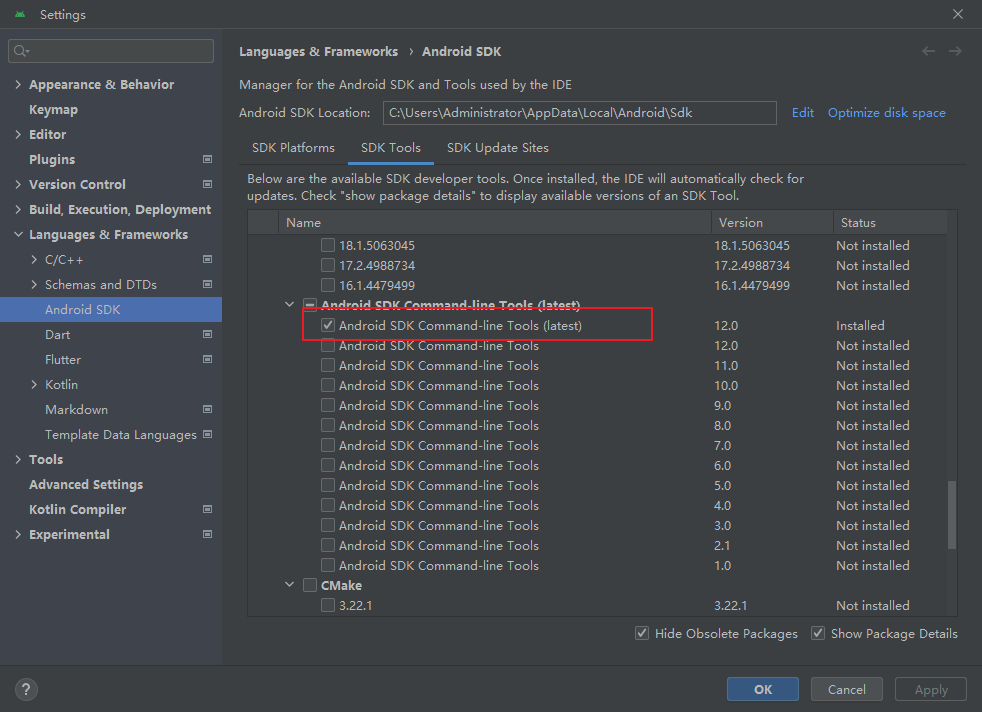 Settings
Languages & Frameworks › Android SDK
Manager for the Android SDK and Tools used by the IDE
Android SDK Location: C:\Users\Administrator\AppData\Local\Android\Sdk Edit Optimize disk space
Appearance & Behavior
Keymap
Editor
Plugins
Version Control
Build, Execution, Deployment
Languages & Frameworks
C/C++
Schemas and DTDs
Android SDK
Dart
Flutter
Kotlin
Markdown
Template Data Languages
Tools
Advanced Settings
Kotlin Compiler
Experimental
SDK Platforms SDK Tools SDK Update Sites
Below are the available SDK developer tools. Once installed, the IDE will automatically check for
updates. Check "show package details" to display available versions of an SDK Tool.
Name Version Status
18.1.5063045 18.1.5063045 Not installed
17.2.4988734 17.2.4988734 Not installed
16.1.4479499 16.1.4479499 Not installed
Android SDK Command-line Tools (latest)
Android SDK Command-line Tools (latest) 12.0 Installed
Android SDK Command-line Tools 12.0 Not installed
Android SDK Command-line Tools 11.0 Not installed
Android SDK Command-line Tools 10.0 Not installed
Android SDK Command-line Tools 9.0 Not installed
Android SDK Command-line Tools 8.0 Not installed
Android SDK Command-line Tools 7.0 Not installed
Android SDK Command-line Tools 6.0 Not installed
Android SDK Command-line Tools 5.0 Not installed
Android SDK Command-line Tools 4.0 Not installed
Android SDK Command-line Tools 3.0 Not installed
Android SDK Command-line Tools 2.1 Not installed
Android SDK Command-line Tools 1.0 Not installed
CMake
3.22.1 3.22.1 Not installed
Hide Obsolete Packages Show Package Details
? OK Cancel Apply